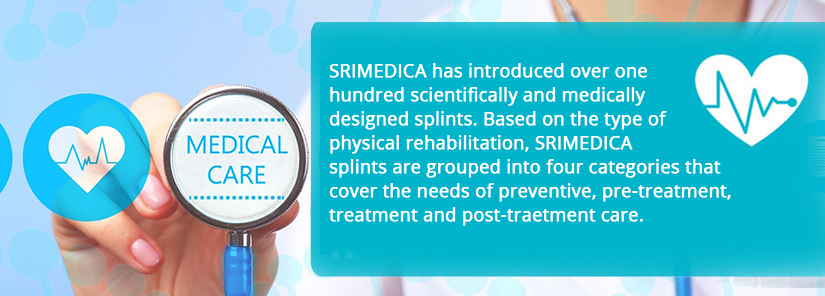 MEDICAL
CARE
SRIMEDICA has introduced over one
hundred scientifically and medically
designed splints. Based on the type of
physical rehabilitation, SRIMEDICA
splints are grouped into four categories that
cover the needs of preventive, pre-treatment,
treatment and post-traetment care.